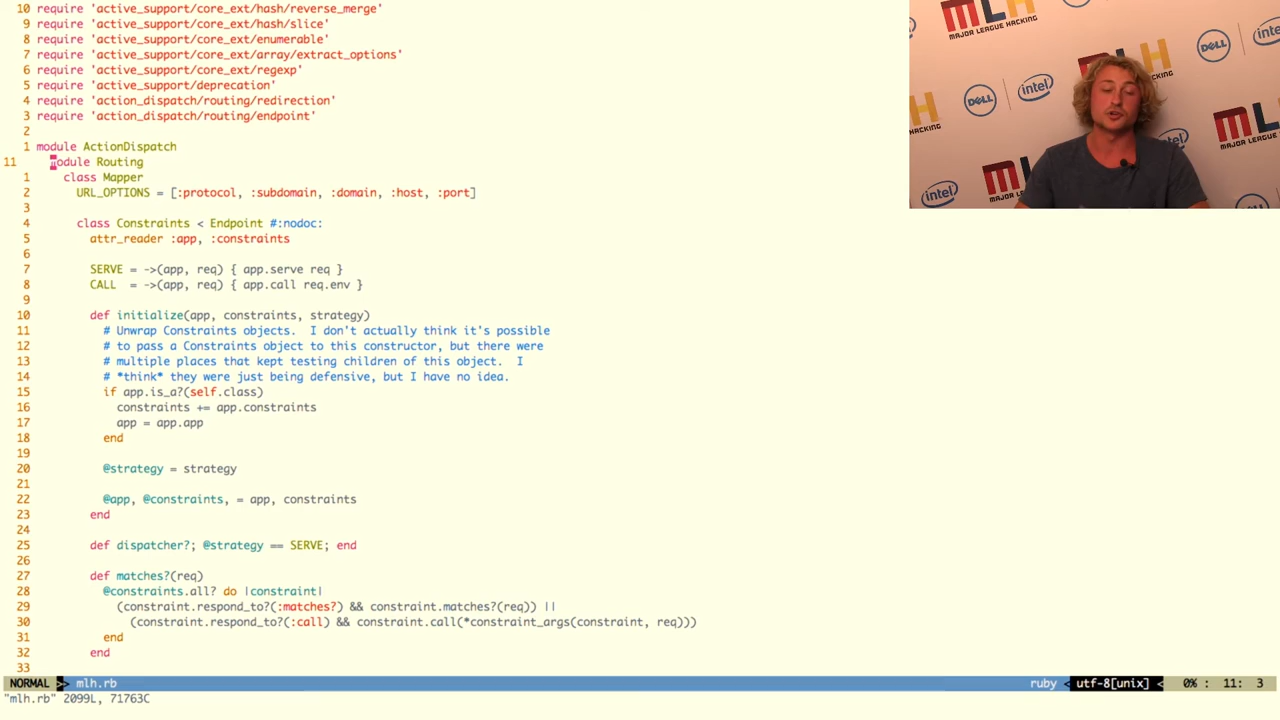 10 require 'active_support/core_ext/hash/reverse_merge'
9 require 'active_support/core_ext/hash/slice'
8 require 'active_support/core_ext/enumerable'
7 require 'active_support/core_ext/array/extract_options'
6 require 'active_support/core_ext/regexp'
5 require 'active_support/deprecation'
4 require 'action_dispatch/routing/redirection'
3 require 'action_dispatch/routing/endpoint'
2
1 module ActionDispatch
11 module Routing
1 class Mapper
2 URL_OPTIONS = [:protocol, :subdomain, :domain, :host, :port]
3
4 class Constraints < Endpoint #:nodoc:
5 attr_reader :app, :constraints
6
7 SERVE = ->(app, req) { app.serve req }
8 CALL = ->(app, req) { app.call req.env }
9
10 def initialize(app, constraints, strategy)
11 # Unwrap Constraints objects. I don't actually think it's possible
12 # to pass a Constraints object to this constructor, but there were
13 # multiple places that kept testing children of this object. I
14 # *think* they were just being defensive, but I have no idea.
15 if app.is_a?(self.class)
16 constraints += app.constraints
17 app = app.app
18 end
19
20 @strategy = strategy
21
22 @app, @constraints, = app, constraints
23 end
24
25 def dispatcher?; @strategy == SERVE; end
26
27 def matches?(req)
28 @constraints.all? do |constraint|
29 (constraint.respond_to?(:matches?) && constraint.matches?(req)) ||
30 (constraint.respond_to?(:call) && constraint.call(*constraint_args(constraint, req)))
31 end
32 end
33
NORMAL >> mlh.rb ruby < utf-8[unix] < 0% : 11: 3
"mlh.rb" 2099L, 71763C
MLH
MAJOR LEAGUE HACKING
DELL
intel
HACKING
DELL
intel
HACKING
intel
MAJOR LEAGUE
intel